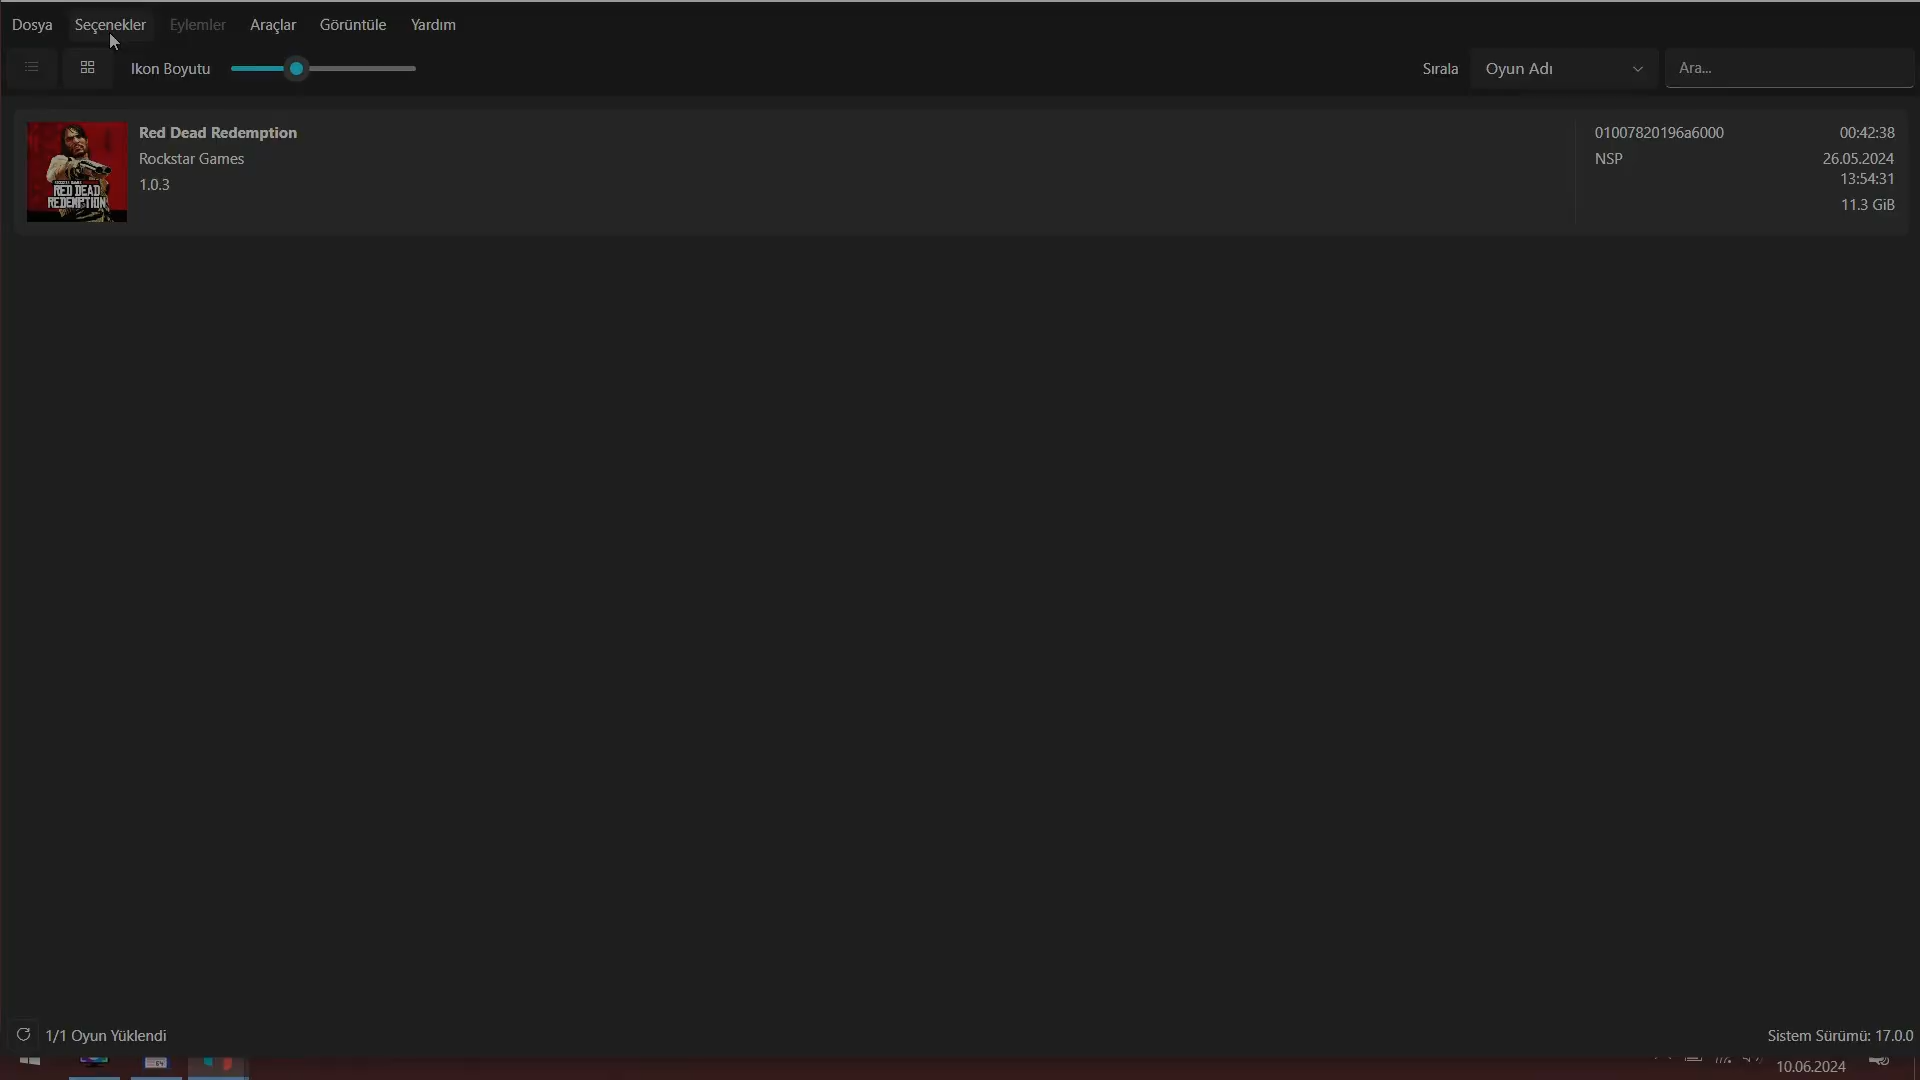 Dosya Seçenekler Eylemler Araçlar Görüntüle Yardım
Ikon Boyutu Sırala Oyun Adı Ara...
Red Dead Redemption 01007820196a6000 00:42:38
Rockstar Games NSP 26.05.2024
13:54:31
1.0.3 11.3 GiB
RED DEAD
REDEMPTION
1/1 Oyun Yüklendi Sistem Sürümü: 17.0.0
10.06.2024